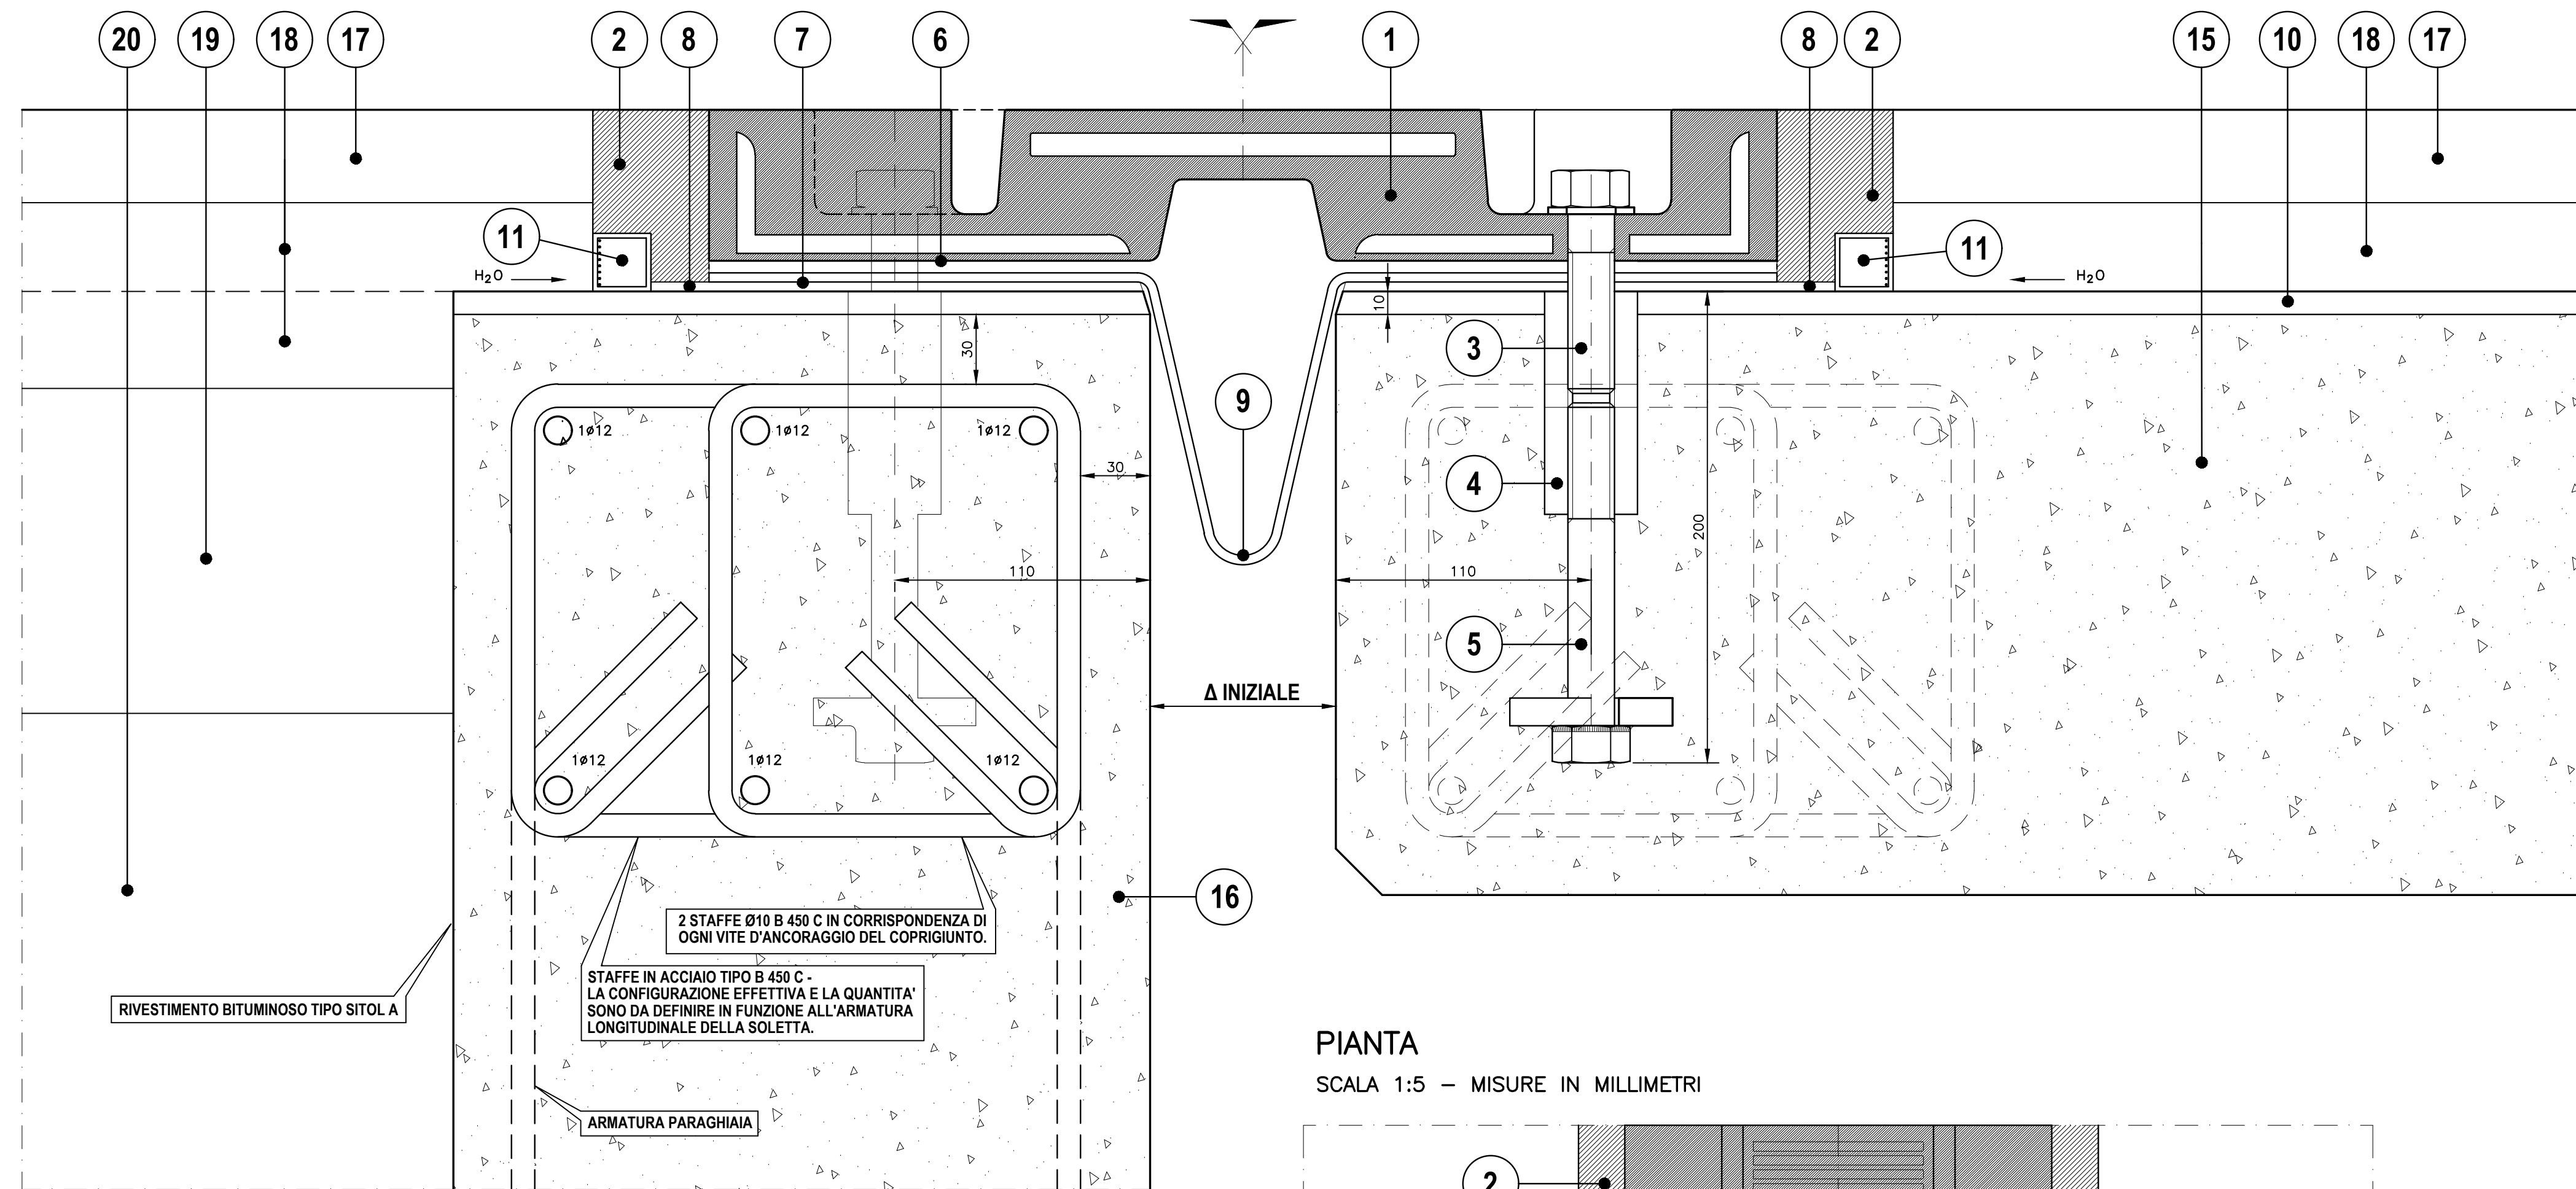 20 19 18 17 2 8 7 6 1 8 2 15 10 18 17
11
H₂O
11
H₂O
10
30
3
9
1ø12 1ø12 1ø12
30
4
200
110
110
5
Δ INIZIALE
1ø12 1ø12 1ø12
16
2 STAFFE Ø10 B 450 C IN CORRISPONDENZA DI
OGNI VITE D'ANCORAGGIO DEL COPRIGIUNTO.
STAFFE IN ACCIAIO TIPO B 450 C -
LA CONFIGURAZIONE EFFETTIVA E LA QUANTITA'
SONO DA DEFINIRE IN FUNZIONE ALL'ARMATURA
LONGITUDINALE DELLA SOLETTA.
RIVESTIMENTO BITUMINOSO TIPO SITOL A
ARMATURA PARAGHIAIA
PIANTA
SCALA 1:5 – MISURE IN MILLIMETRI
2